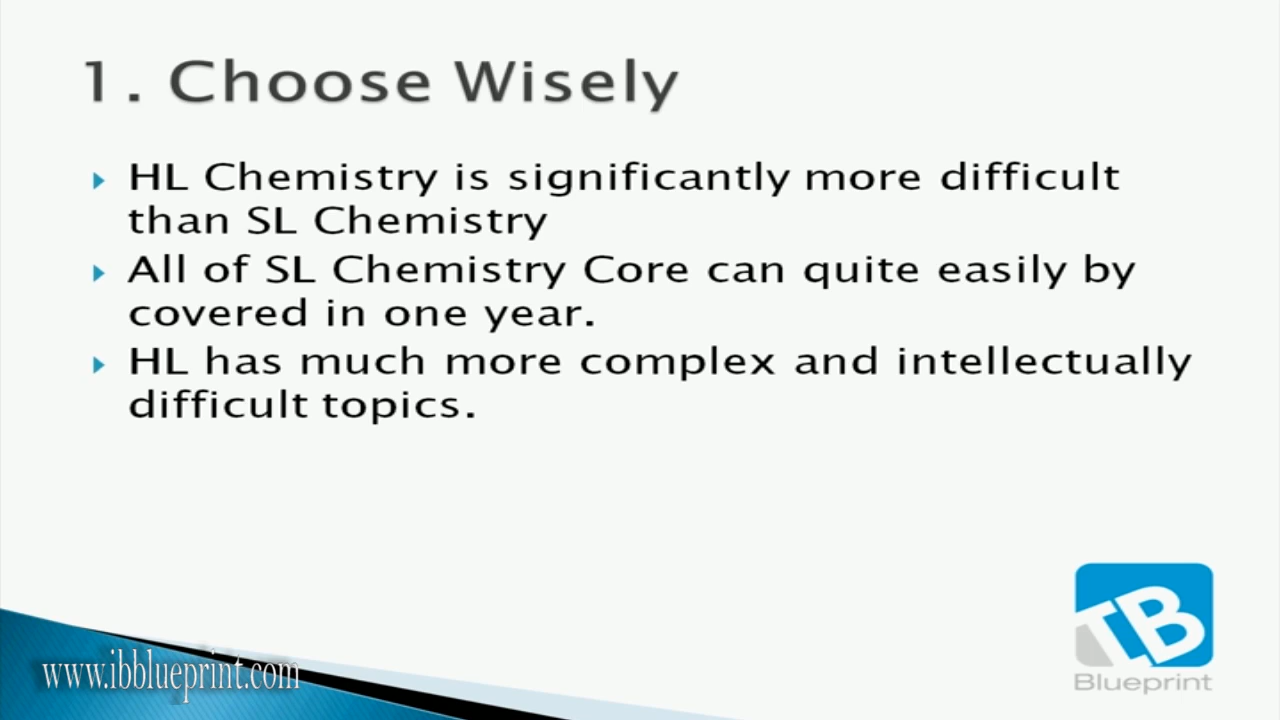 1. Choose Wisely
HL Chemistry is significantly more difficult
than SL Chemistry
All of SL Chemistry Core can quite easily by
covered in one year.
HL has much more complex and intellectually
difficult topics.
www.ibblueprint.com
IB
Blueprint